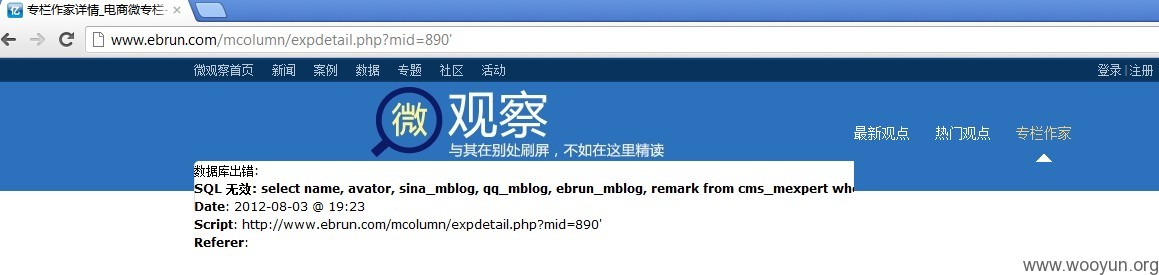 专栏作家详情_电商微专栏-
www.ebrun.com/mcolumn/expdetail.php?mid=890'
微观察首页 新闻 案例 数据 专题 社区 活动 登录 | 注册
微 观察
与其在别处刷屏，不如在这里精读
最新观点 热门观点 专栏作家
数据库出错:
SQL 无效: select name, avator, sina_mblog, qq_mblog, ebrun_mblog, remark from cms_mexpert whe
Date: 2012-08-03 @ 19:23
Script: http://www.ebrun.com/mcolumn/expdetail.php?mid=890'
Referer:
www.wooyun.org